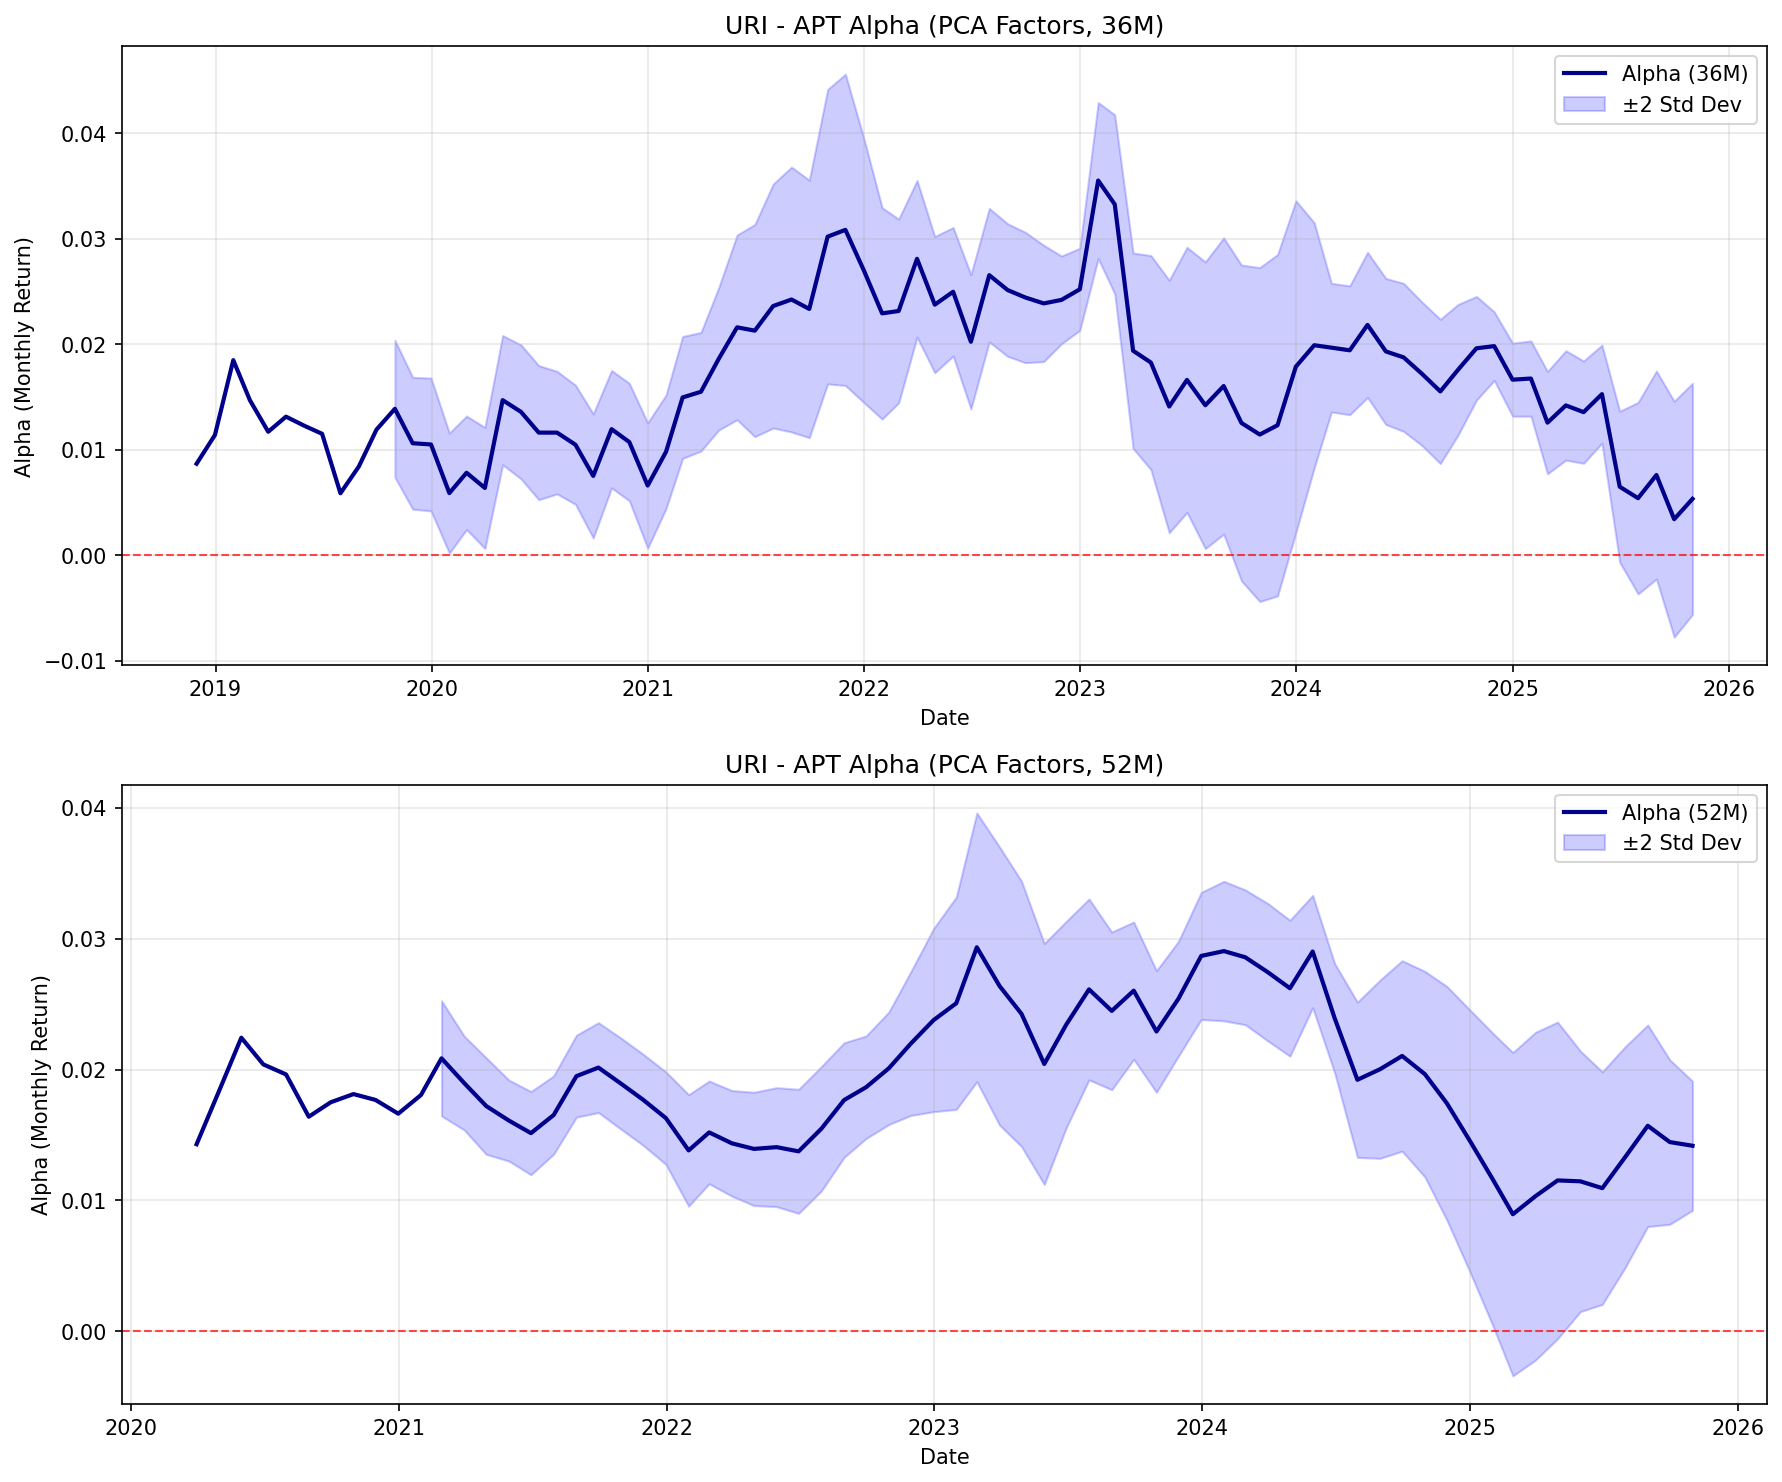 URI - APT Alpha (PCA Factors, 36M)
Alpha (36M)
±2 Std Dev
Alpha (Monthly Return)
0.04
0.03
0.02
0.01
0.00
−0.01
2019 2020 2021 2022 2023 2024 2025 2026
Date
URI - APT Alpha (PCA Factors, 52M)
Alpha (52M)
±2 Std Dev
Alpha (Monthly Return)
0.04
0.03
0.02
0.01
0.00
2020 2021 2022 2023 2024 2025 2026
Date